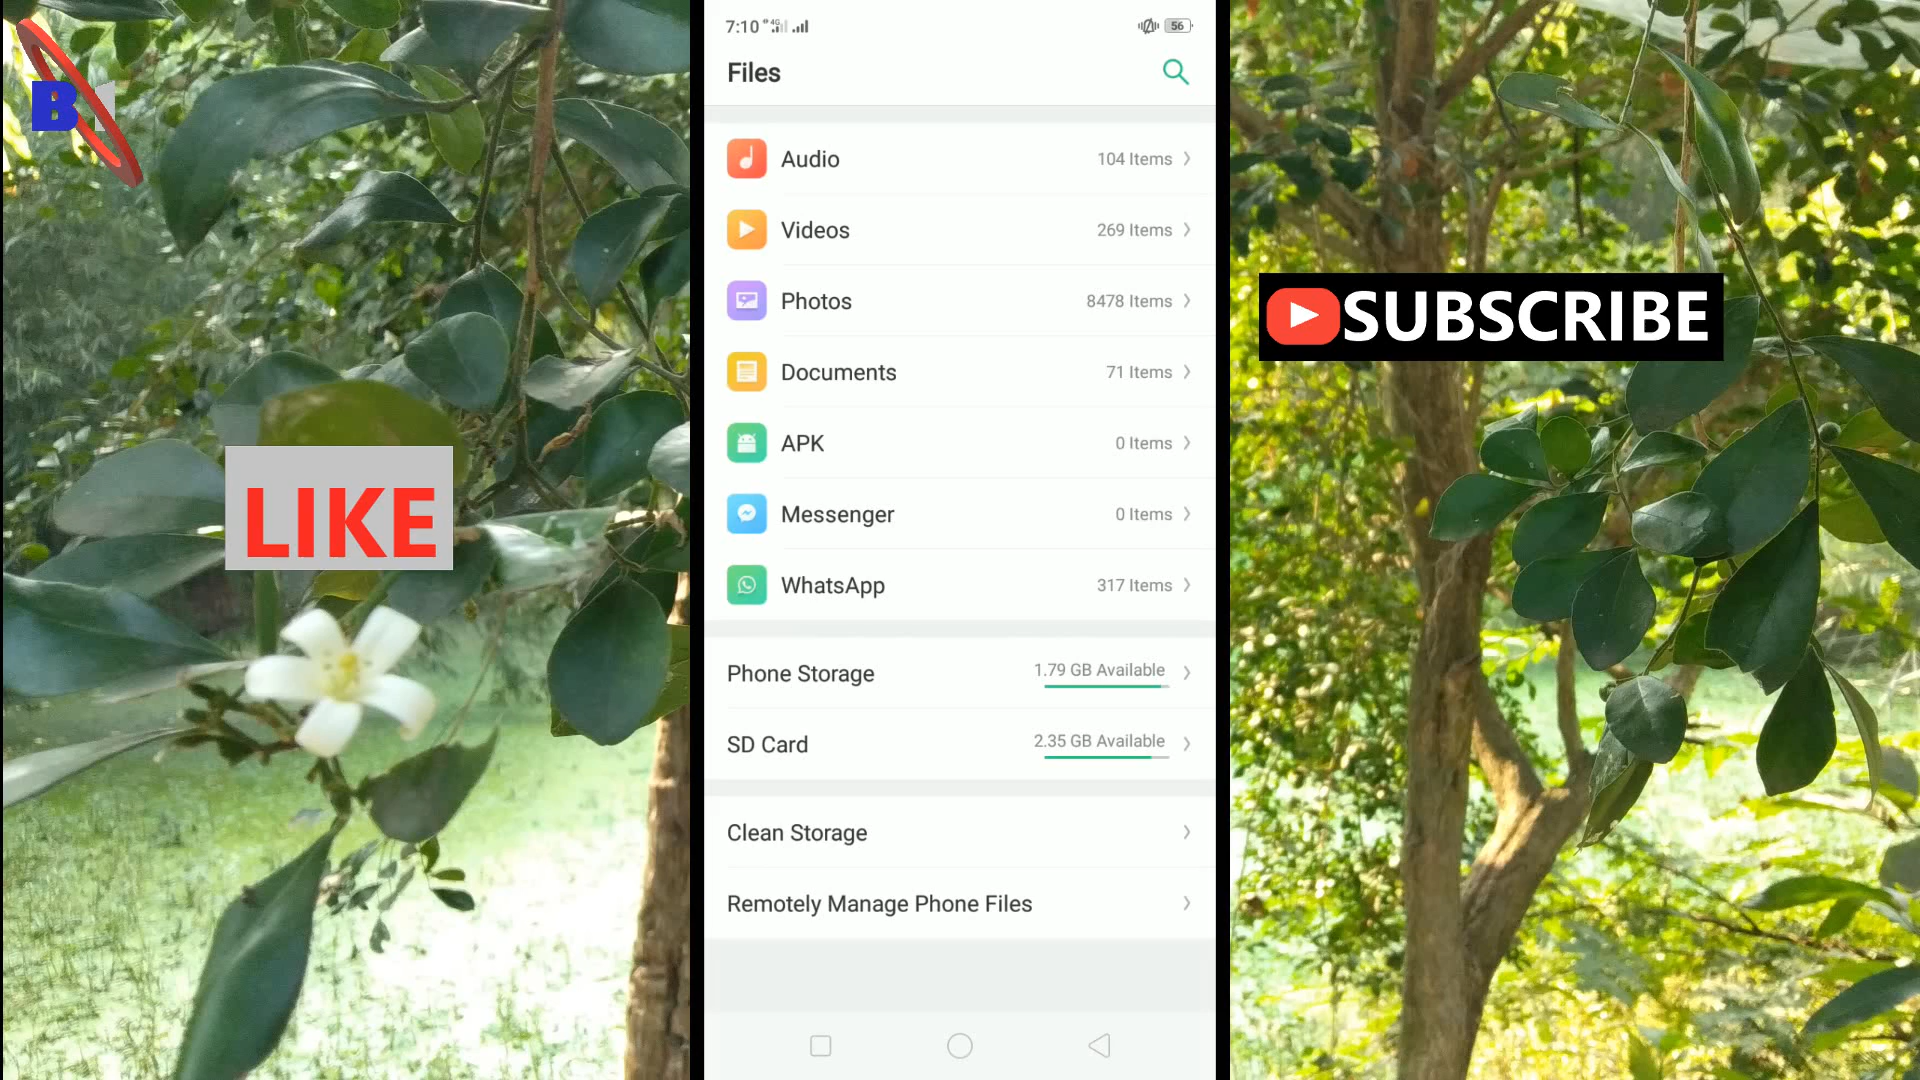 B
LIKE
7:10 4G 56
Files
Audio 104 Items
Videos 269 Items
Photos 8478 Items
Documents 71 Items
APK 0 Items
Messenger 0 Items
WhatsApp 317 Items
Phone Storage 1.79 GB Available
SD Card 2.35 GB Available
Clean Storage
Remotely Manage Phone Files
SUBSCRIBE